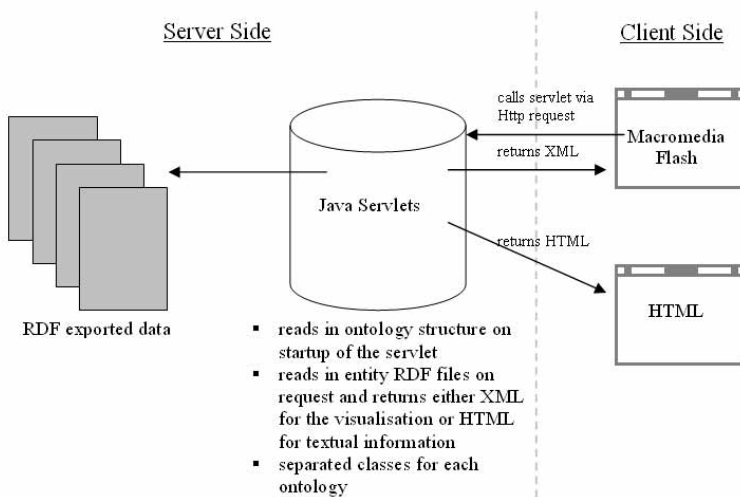 Server Side
Client Side
calls servlet via
Http request
Macromedia
Flash
returns XML
Java Servlets
returns HTML
HTML
RDF exported data
▪ reads in ontology structure on
startup of the servlet
▪ reads in entity RDF files on
request and returns either XML
for the visualisation or HTML
for textual information
▪ separated classes for each
ontology